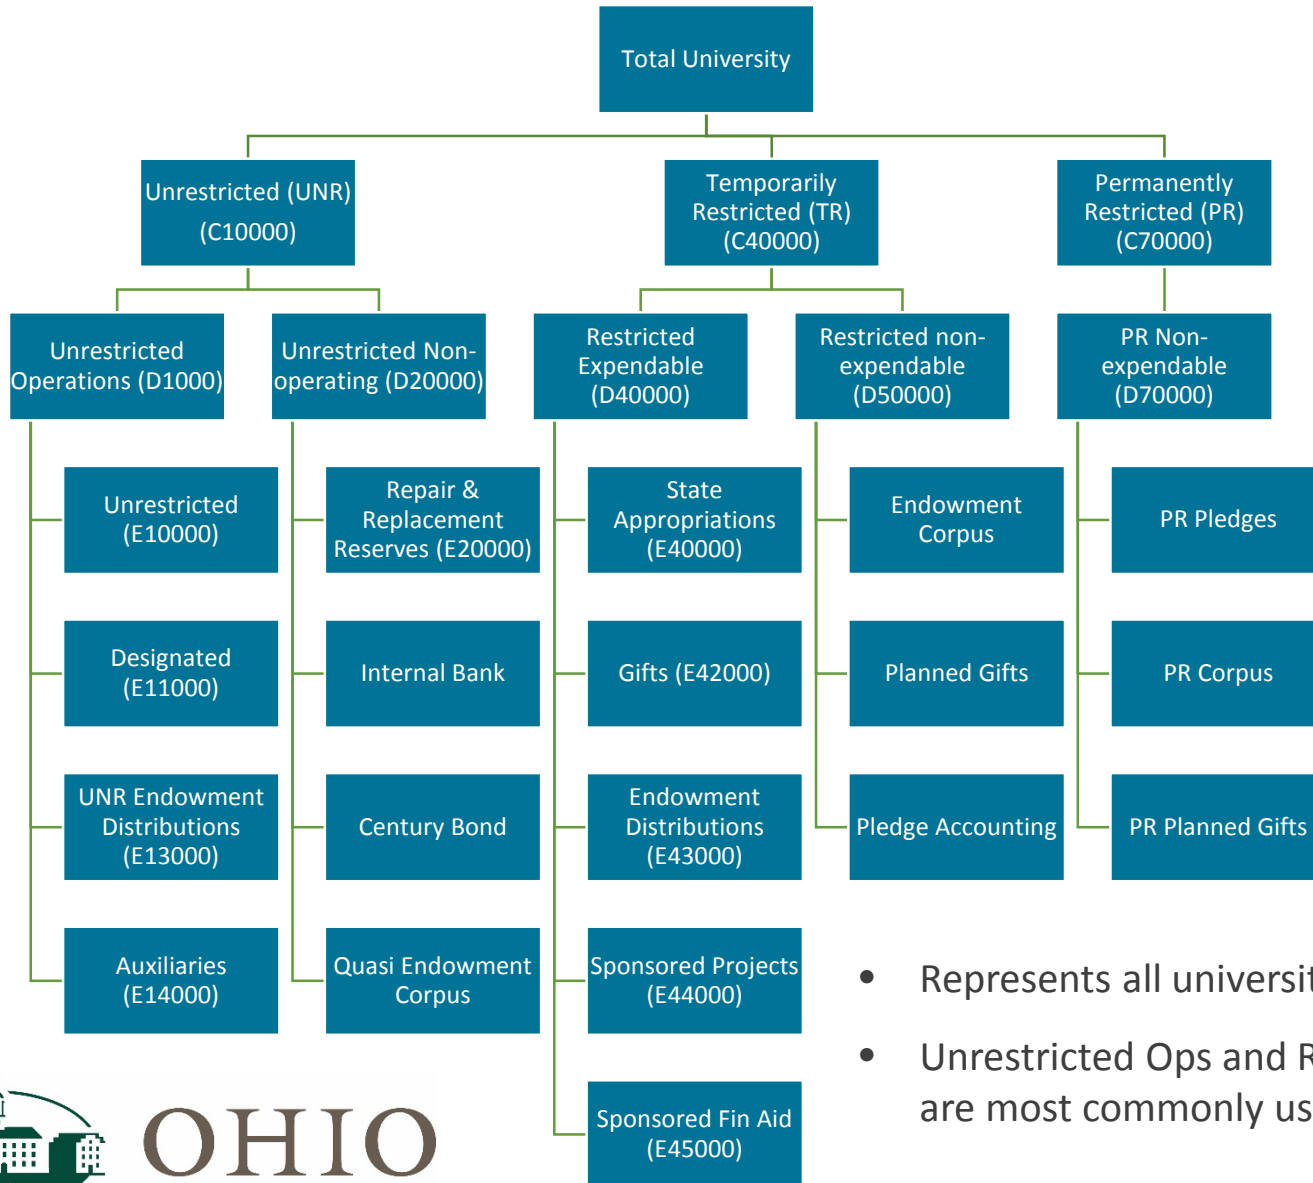 Total University
Unrestricted (UNR)
(C10000)
Temporarily
Restricted (TR)
(C40000)
Permanently
Restricted (PR)
(C70000)
Unrestricted
Operations (D1000)
Unrestricted Non-
operating (D20000)
Restricted
Expendable
(D40000)
Restricted non-
expendable
(D50000)
PR Non-
expendable
(D70000)
Unrestricted
(E10000)
Repair &
Replacement
Reserves (E20000)
State
Appropriations
(E40000)
Endowment
Corpus
PR Pledges
Designated
(E11000)
Internal Bank
Gifts (E42000)
Planned Gifts
PR Corpus
UNR Endowment
Distributions
(E13000)
Century Bond
Endowment
Distributions
(E43000)
Pledge Accounting
PR Planned Gifts
Auxiliaries
(E14000)
Quasi Endowment
Corpus
Sponsored Projects
(E44000)
Sponsored Fin Aid
(E45000)
• Represents all
• Unrestricted Ops and
are most commonly
OHIO